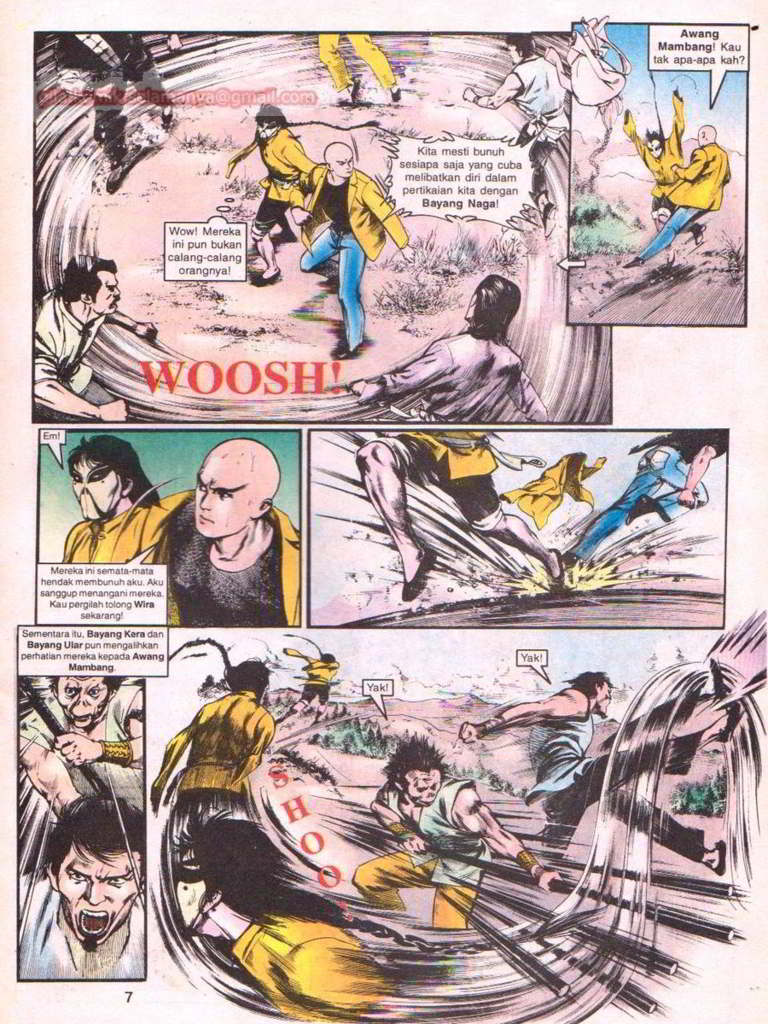 Kita mesti bunuh
sesiapa saja yang cuba
melibatkan diri dalam
pertikaian kita dengan
Bayang Naga!
Wow! Mereka
ini pun bukan
calang-calang
orangnya!
WOOSH!
Awang
Mambang! Kau
tak apa-apa kah?
Em!
Mereka ini semata-mata
hendak membunuh aku. Aku
sanggup menangani mereka.
Kau pergilah tolong Wira
sekarang!
Sementara itu, Bayang Kera dan
Bayang Ular pun mengalihkan
perhatian mereka kepada Awang
Mambang.
Yak!
Yak!
7